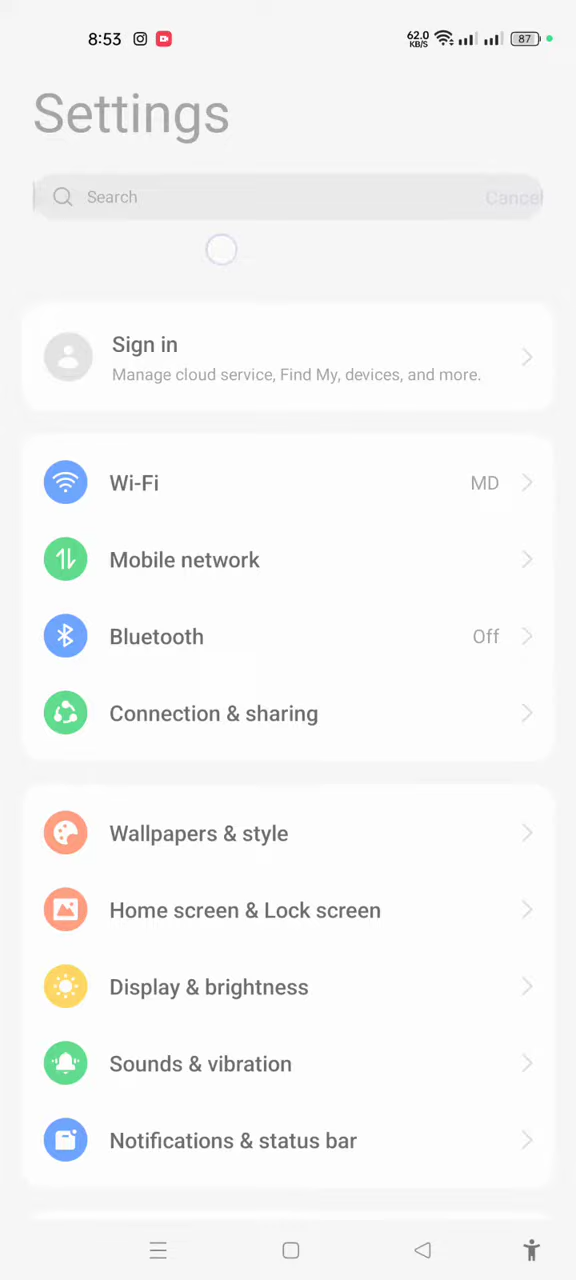 8:53 62.0 KB/S 87
Settings
Search Cancel
Sign in
Manage cloud service, Find My, devices, and more.
Wi-Fi MD
Mobile network
Bluetooth Off
Connection & sharing
Wallpapers & style
Home screen & Lock screen
Display & brightness
Sounds & vibration
Notifications & status bar